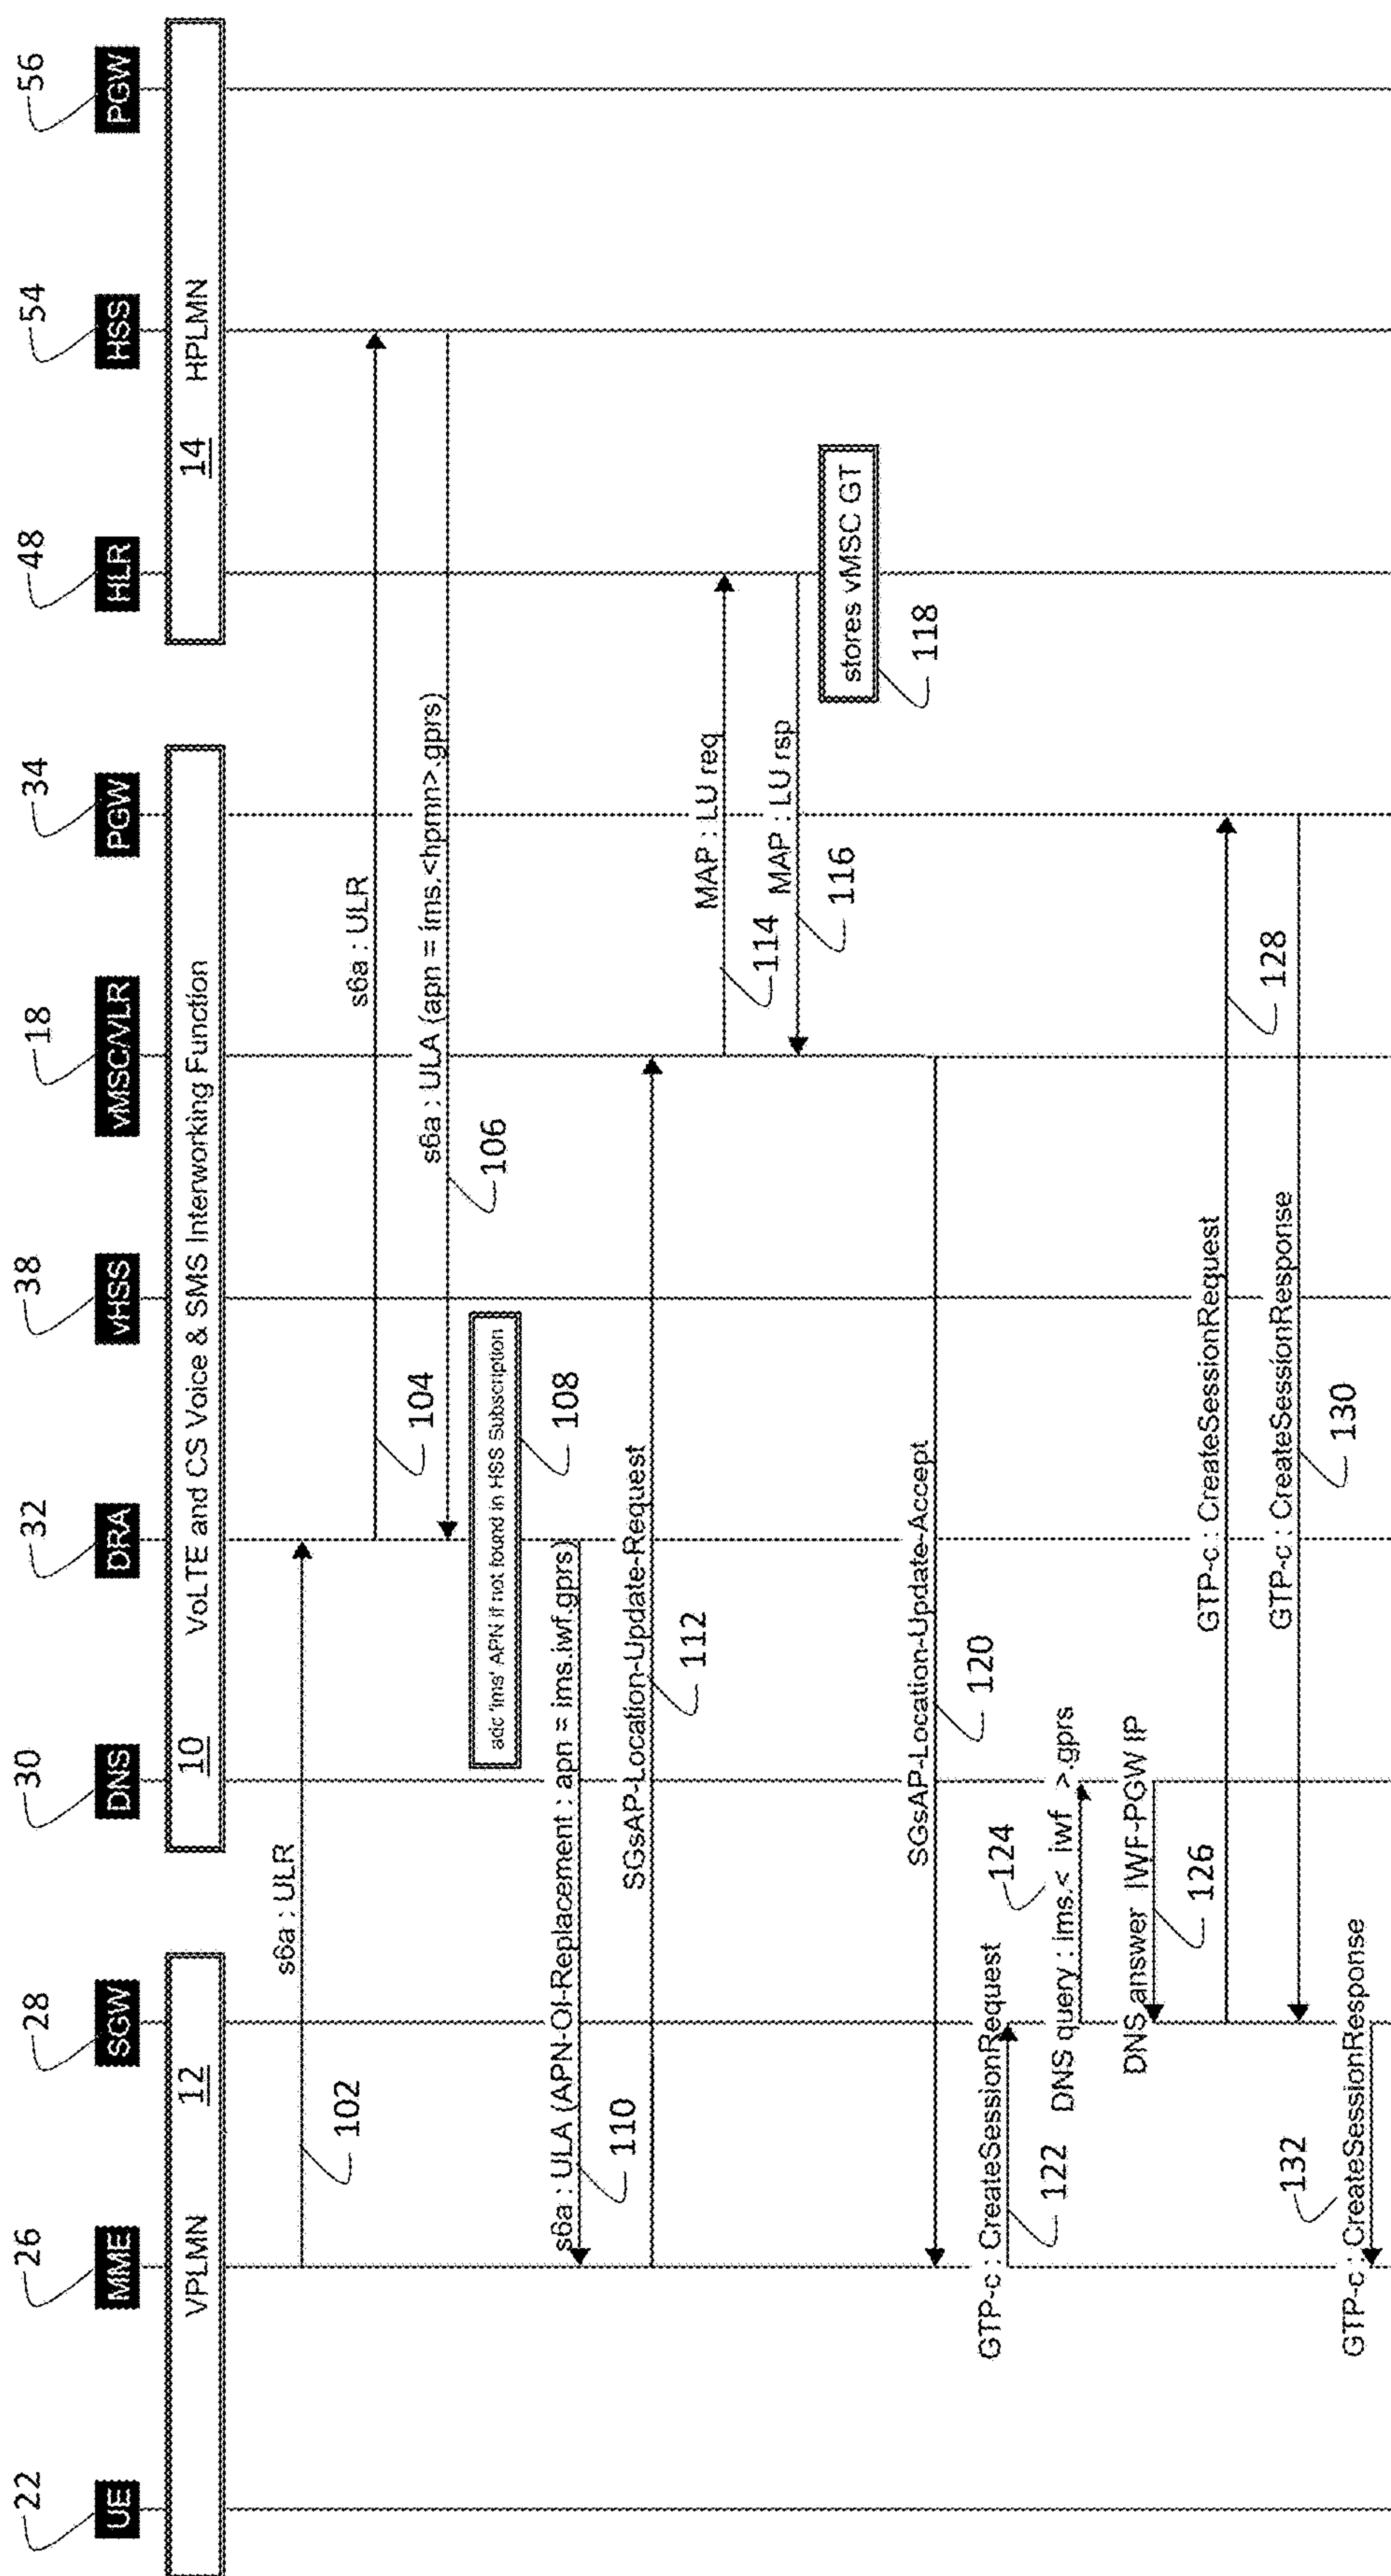 22 26 28 30 32 38 18 34 48 54 56
UE MME SGW DNS DRA vHSS vMSC/VLR PGW HLR HSS PGW
VPLMN 12
10 VoLTE and CS Voice & SMS Interworking Function
14 HPLMN
s6a : ULR
102
s6a : ULR
104
s6a : ULA (apn = ims.<hpmn>.gprs)
106
adc 'ims' APN if not found in HSS Subscription
108
s6a : ULA (APN-OI-Replacement : apn = ims.iwf.gprs)
110
SGsAP-Location-Update-Request
112
MAP : LU req
114
MAP : LU rsp
116
stores vMSC GT
118
SGsAP-Location-Update-Accept
120
GTP-c : CreateSessionRequest
122
DNS query : ims.< iwf >.gprs
124
DNS answer IWF-PGW IP
126
GTP-c : CreateSessionRequest
128
GTP-c : CreateSessionResponse
130
GTP-c : CreateSessionResponse
132